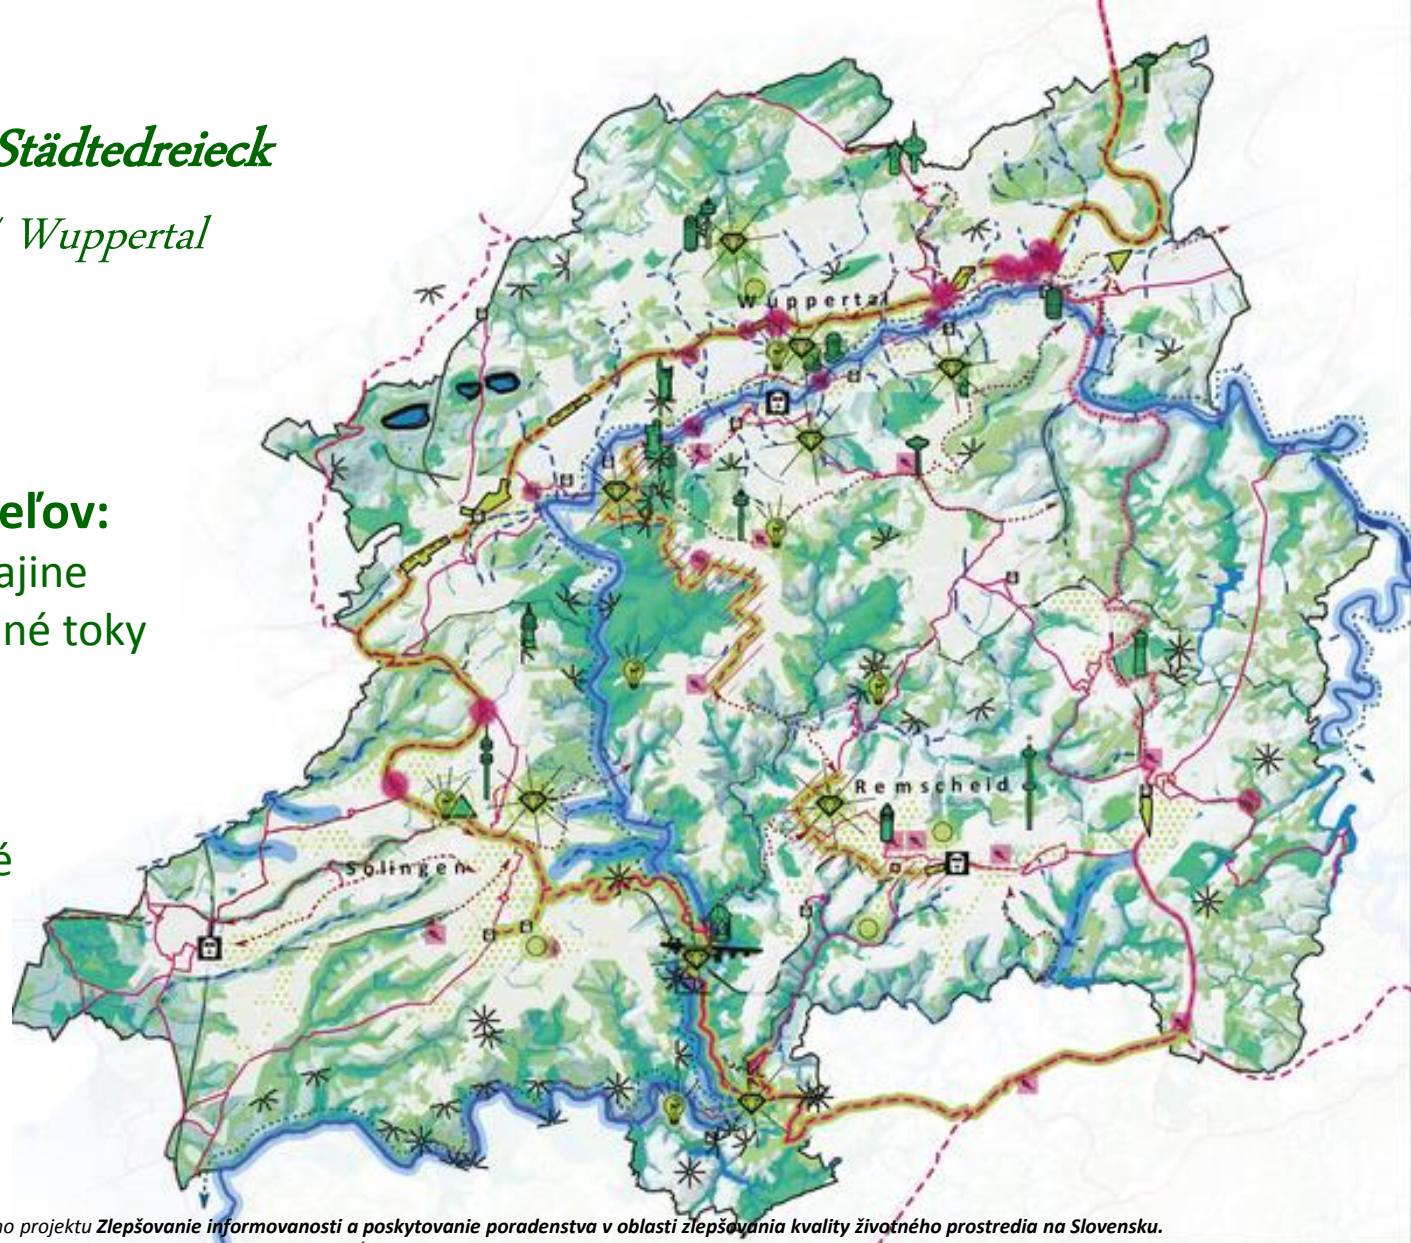 Städtedreieck
/ Wuppertal
Wuppertal
eľov:
ajine
né toky
Remscheid
é
Solingen
ho projektu Zlepšovanie informovanosti a poskytovanie poradenstva v oblasti zlepšovania kvality životného prostredia na Slovensku.